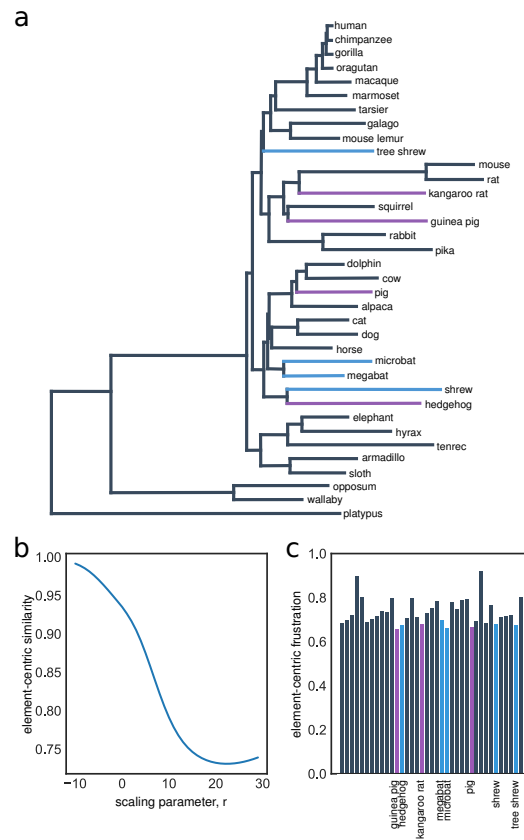 a
human
chimpanzee
gorilla
oragutan
macaque
marmoset
tarsier
galago
mouse lemur
tree shrew
mouse
rat
kangaroo rat
squirrel
guinea pig
rabbit
pika
dolphin
cow
pig
alpaca
cat
dog
horse
microbat
megabat
shrew
hedgehog
elephant
hyrax
tenrec
armadillo
sloth
opposum
wallaby
platypus
b
1.00
0.95
0.90
0.85
0.80
0.75
element-centric similarity
−10 0 10 20 30
scaling parameter, r
c
1.0
0.8
0.6
0.4
0.2
0.0
element-centric frustration
guinea pig
hedgehog
kangaroo rat
megabat
microbat
pig
shrew
tree shrew